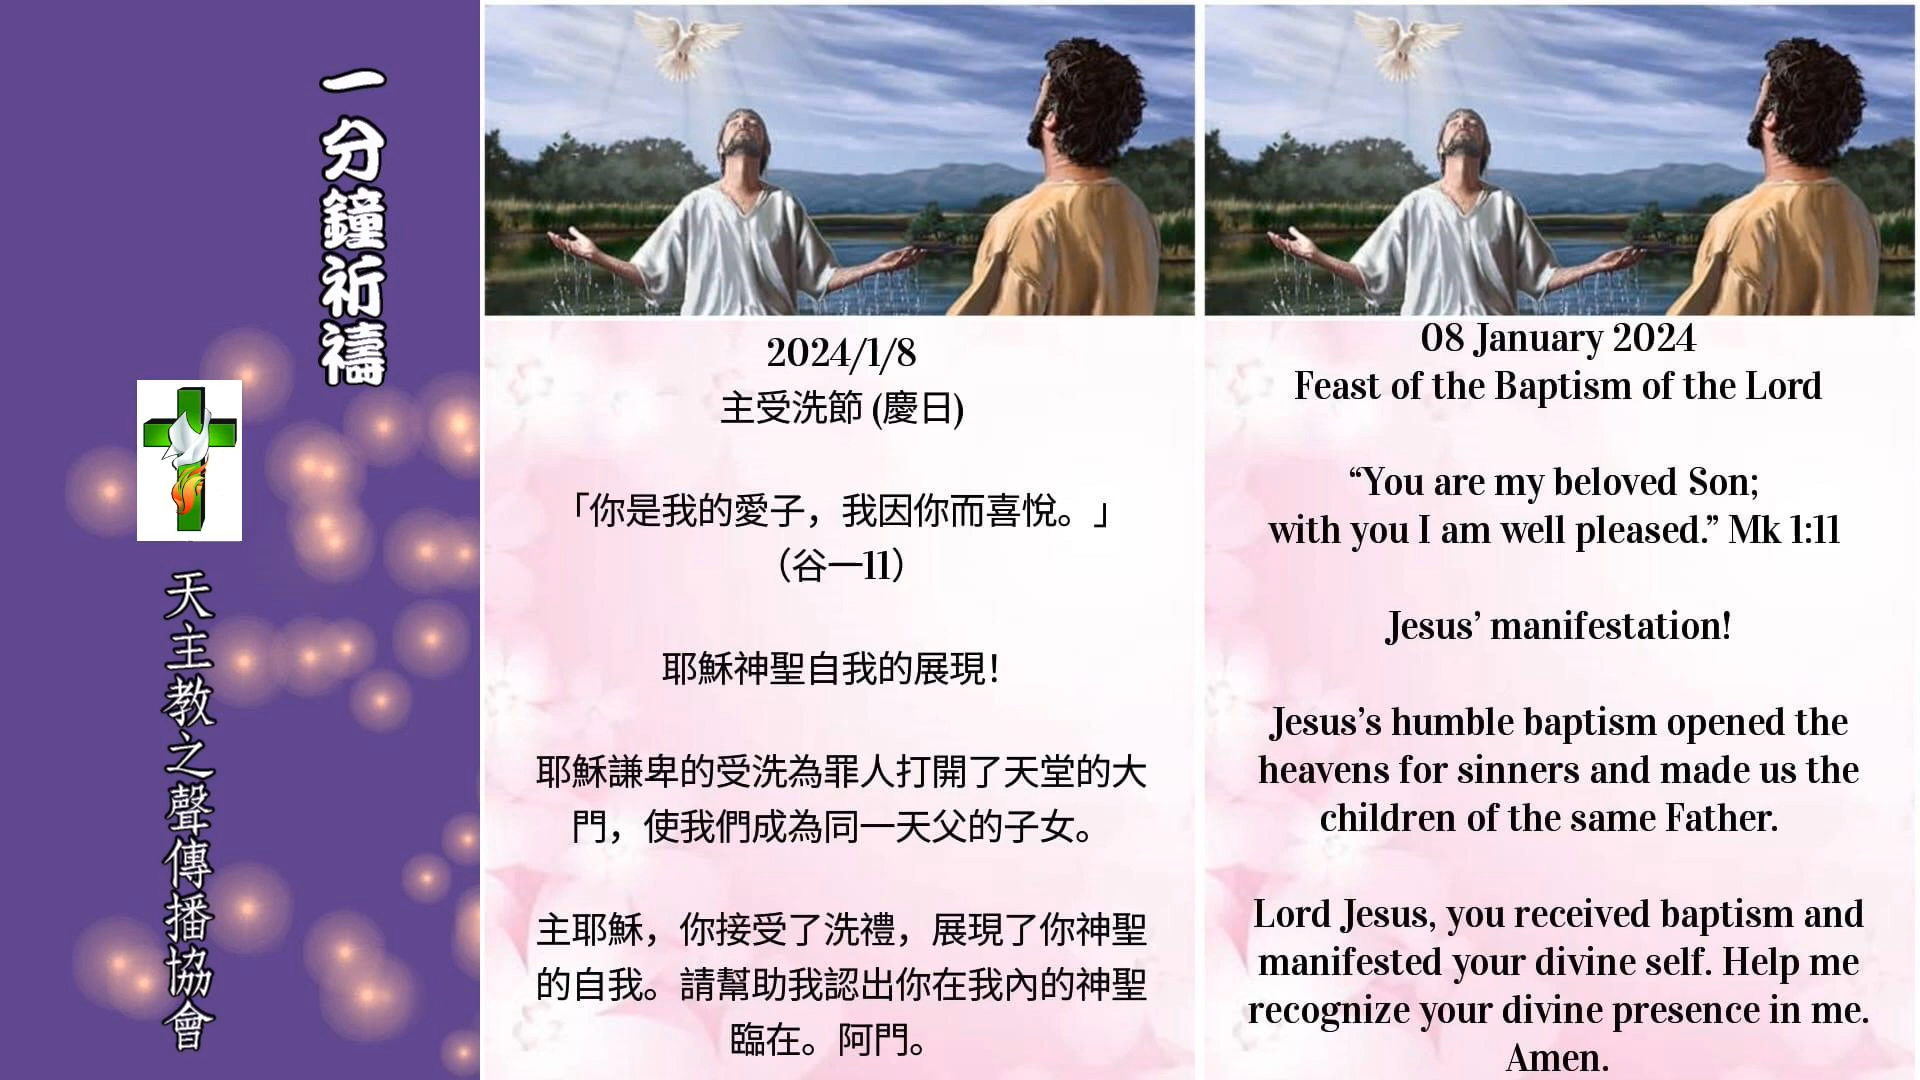 一分鐘祈禱
天主教之聲傳播協會
2024/1/8
主受洗節 (慶日)
「你是我的愛子，我因你而喜悅。」
（谷一11）
耶穌神聖自我的展現！
耶穌謙卑的受洗為罪人打開了天堂的大
門，使我們成為同一天父的子女。
主耶穌，你接受了洗禮，展現了你神聖
的自我。請幫助我認出你在我內的神聖
臨在。阿門。
08 January 2024
Feast of the Baptism of the Lord
“You are my beloved Son;
with you I am well pleased.” Mk 1:11
Jesus’ manifestation!
Jesus’s humble baptism opened the
heavens for sinners and made us the
children of the same Father.
Lord Jesus, you received baptism and
manifested your divine self. Help me
recognize your divine presence in me.
Amen.